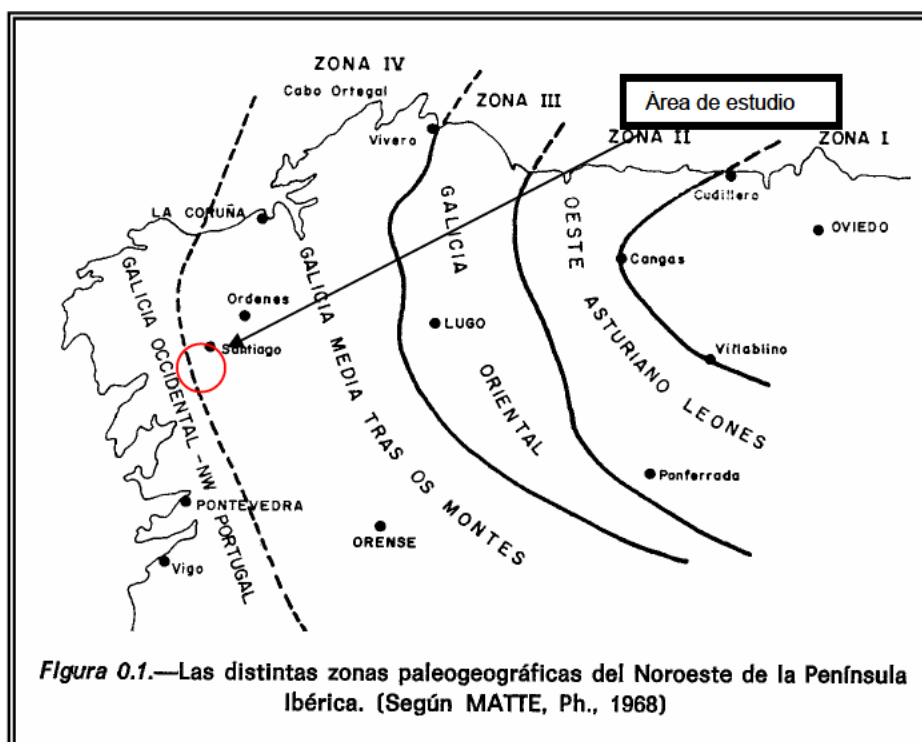 ZONA IV
Cabo Ortegal
ZONA III
Área de estudio
ZONA II
ZONA I
Vivero
Cudillero
LA CORUÑA
OVIEDO
Cangas
Ordenes
Santiago
LUGO
Villablino
Ponferrada
PONTEVEDRA
ORENSE
Vigo
GALICIA OCCIDENTAL-NW PORTUGAL
GALICIA MEDIA TRAS OS MONTES
GALICIA ORIENTAL
OESTE ASTURIANO LEONES
Figura 0.1.—Las distintas zonas paleogeográficas del Noroeste de la Península
Ibérica. (Según MATTE, Ph., 1968)